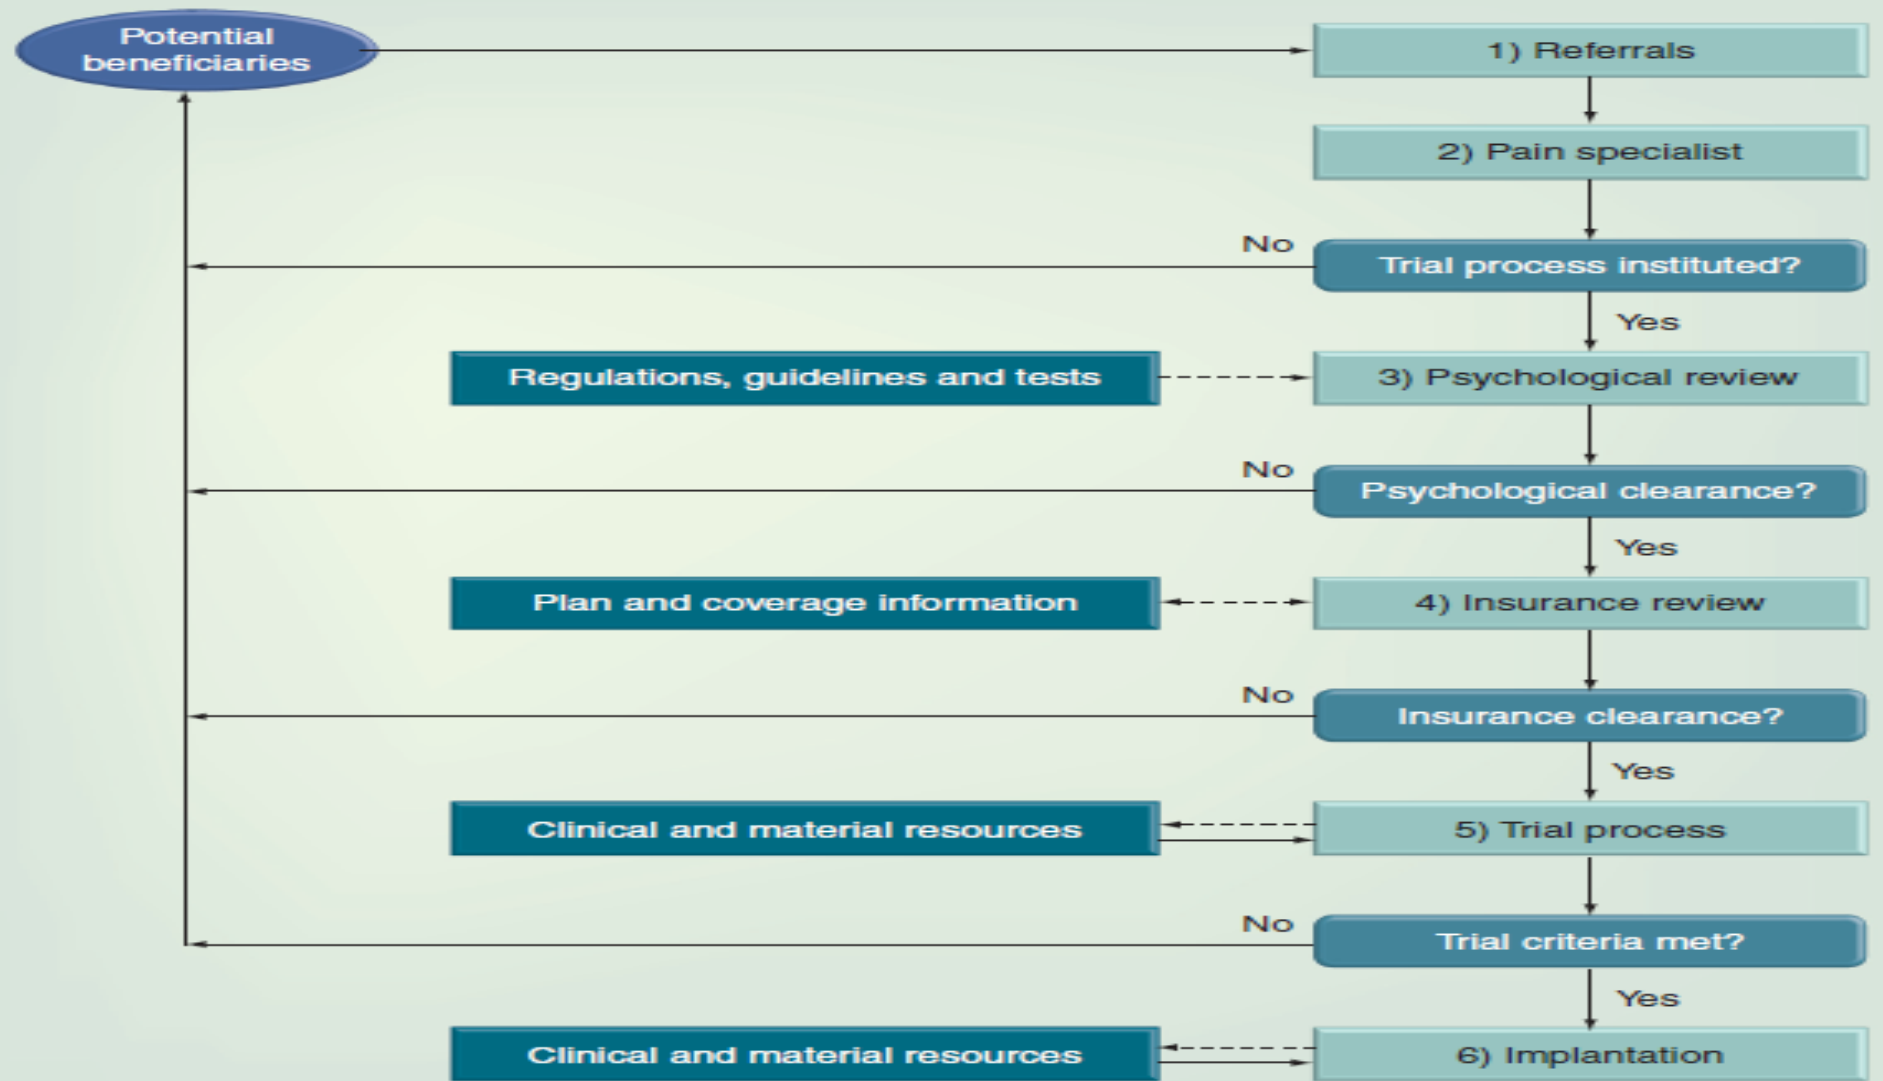 Potential
beneficiaries
1) Referrals
2) Pain specialist
No
Trial process instituted?
Yes
Regulations, guidelines and tests
3) Psychological review
No
Psychological clearance?
Yes
Plan and coverage information
4) Insurance review
No
Insurance clearance?
Yes
Clinical and material resources
5) Trial process
No
Trial criteria met?
Yes
Clinical and material resources
6) Implantation